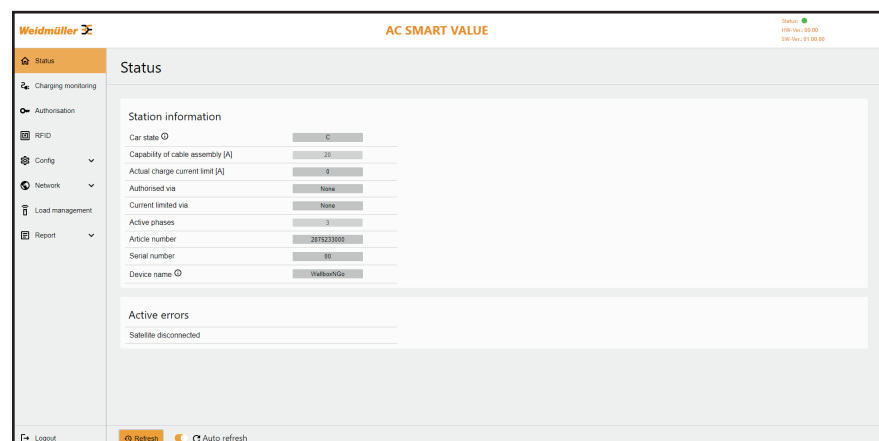 Weidmüller
AC SMART VALUE
Status:
HW-Ver.: 00.00
SW-Ver.: 01.00.00
Status
Charging monitoring
Authorisation
RFID
Config
Network
Load management
Report
Logout
Status
Station information
Car state C
Capability of cable assembly [A] 20
Actual charge current limit [A] 0
Authorised via None
Current limited via None
Active phases 3
Article number 2875233000
Serial number 80
Device name WallboxNGo
Active errors
Satellite disconnected
Refresh Auto refresh